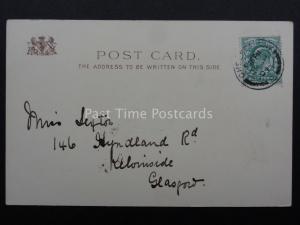 POST CARD.
THE ADDRESS TO BE WRITTEN ON THIS SIDE
Past Time Postcards
Miss Sexton
146 Hyndland Rd
Kelvinside
Glasgow.